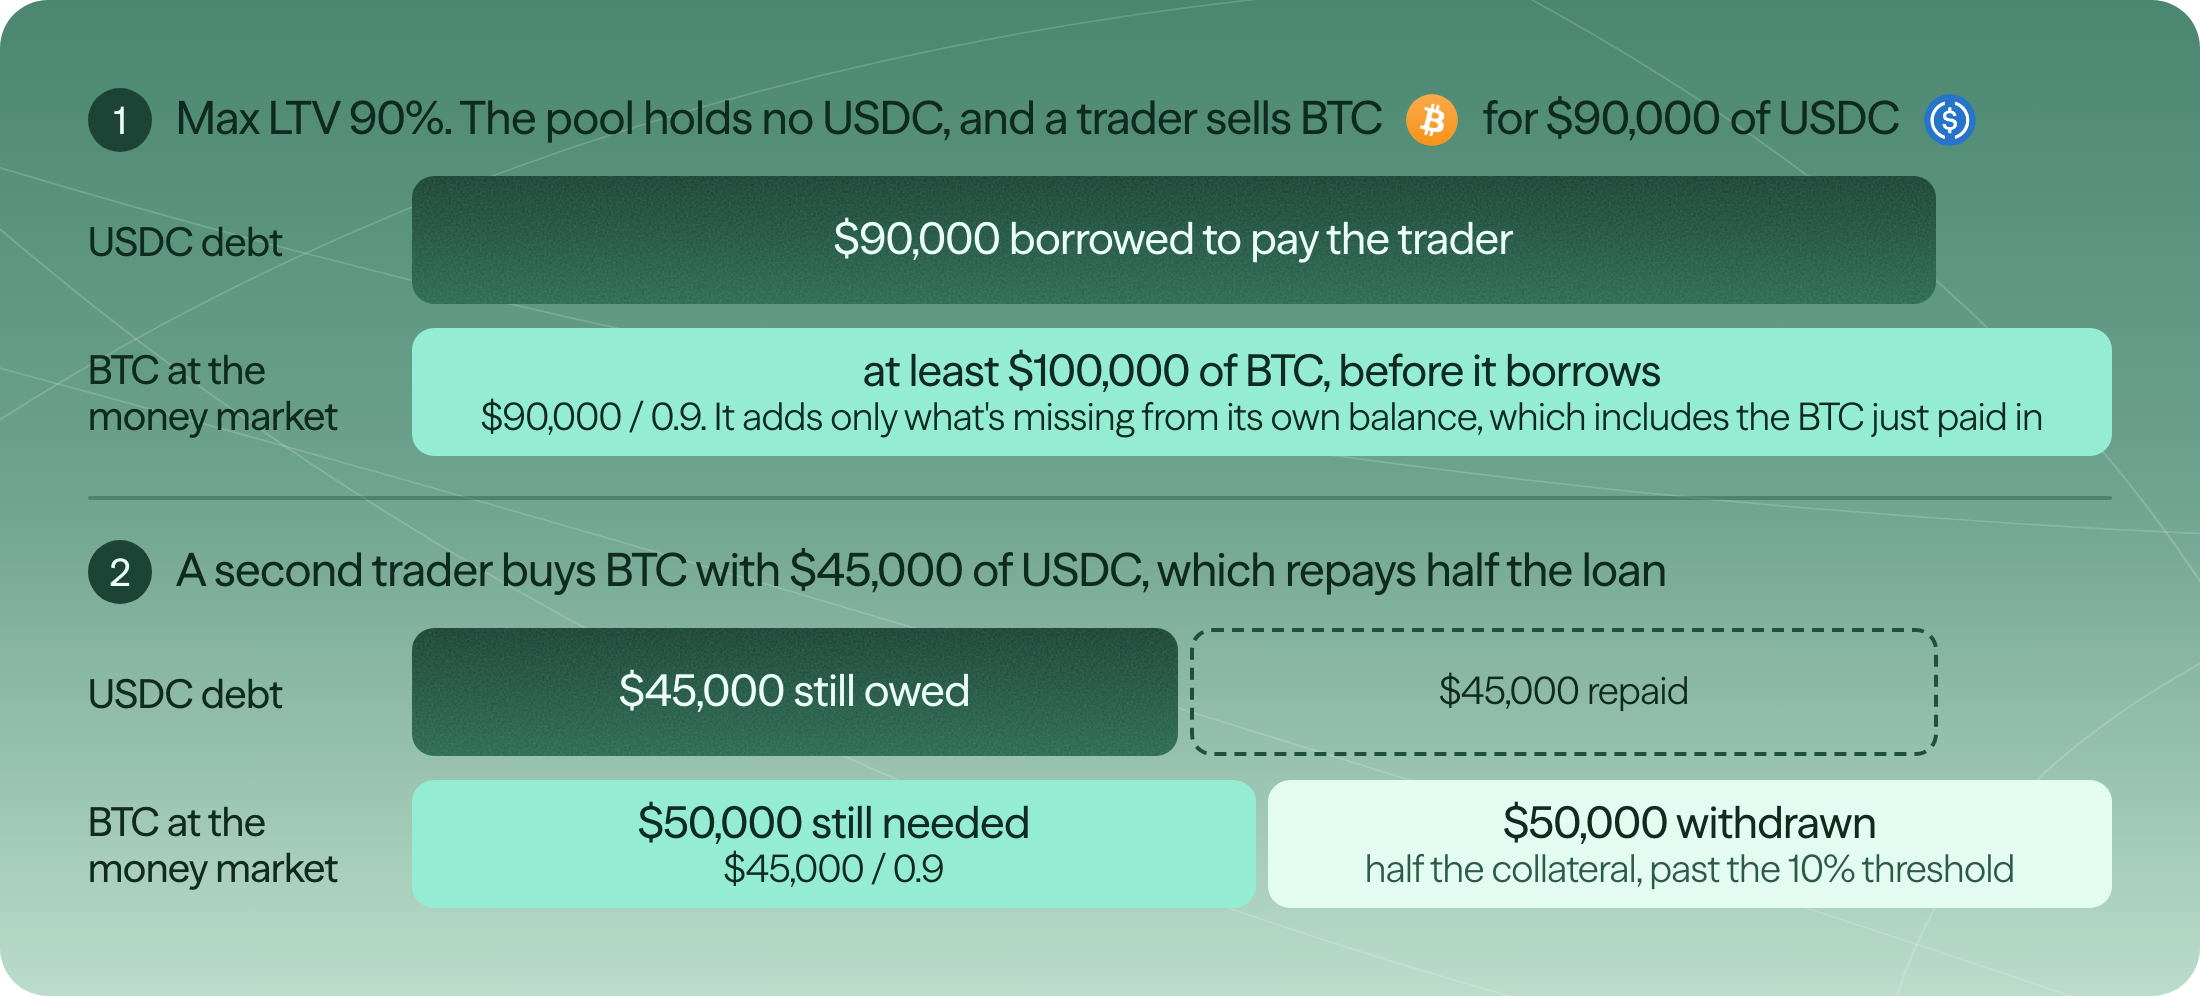 1 Max LTV 90%. The pool holds no USDC, and a trader sells BTC for $90,000 of USDC
USDC debt
$90,000 borrowed to pay the trader
BTC at the
money market
at least $100,000 of BTC, before it borrows
$90,000 / 0.9. It adds only what's missing from its own balance, which includes the BTC just paid in
2 A second trader buys BTC with $45,000 of USDC, which repays half the loan
USDC debt
$45,000 still owed
$45,000 repaid
BTC at the
money market
$50,000 still needed
$45,000 / 0.9
$50,000 withdrawn
half the collateral, past the 10% threshold